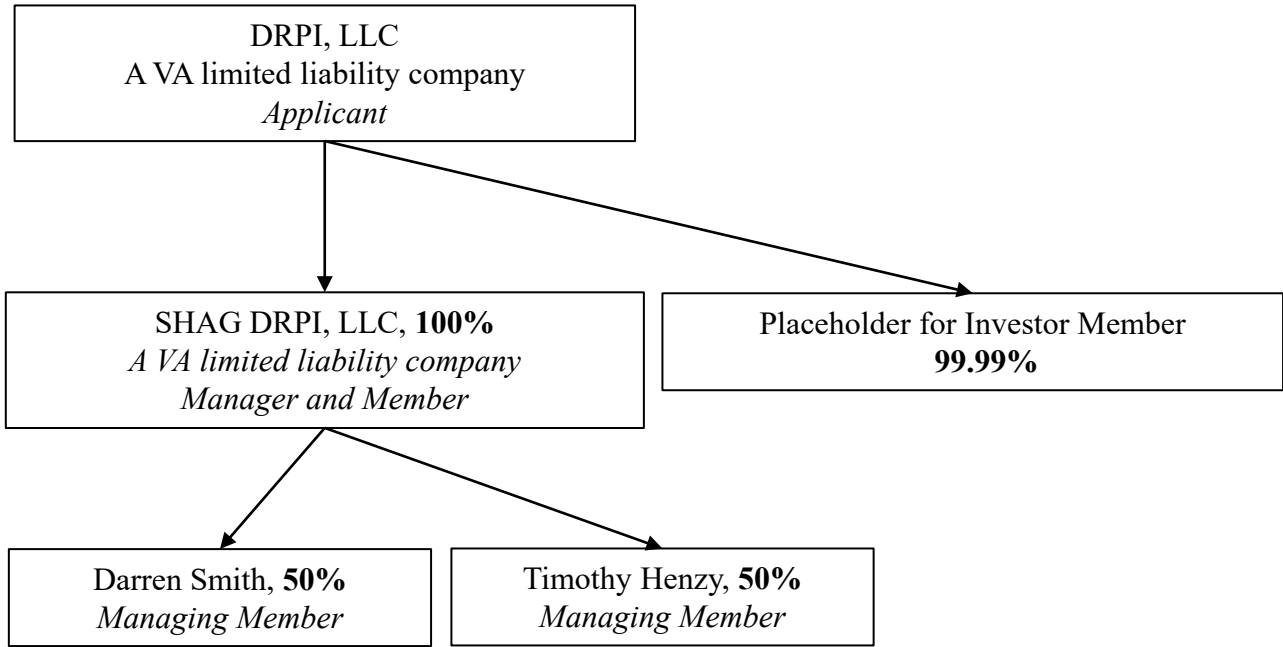 DRPI, LLC
A VA limited liability company
Applicant
SHAG DRPI, LLC, 100%
A VA limited liability company
Manager and Member
Placeholder for Investor Member
99.99%
Darren Smith, 50%
Managing Member
Timothy Henzy, 50%
Managing Member